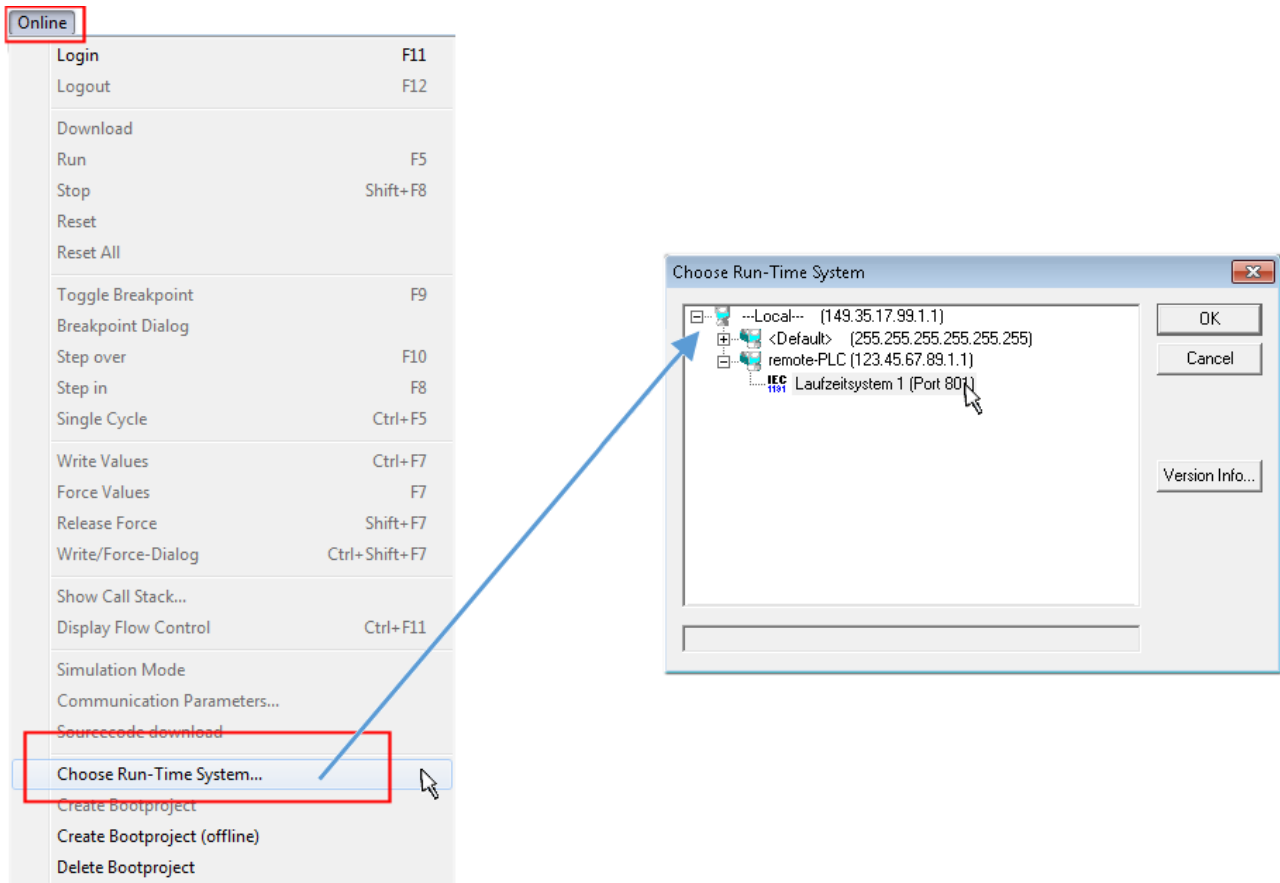 Online
Login F11
Logout F12
Download
Run F5
Stop Shift+F8
Reset
Reset All
Toggle Breakpoint F9
Breakpoint Dialog
Step over F10
Step in F8
Single Cycle Ctrl+F5
Write Values Ctrl+F7
Force Values F7
Release Force Shift+F7
Write/Force-Dialog Ctrl+Shift+F7
Show Call Stack...
Display Flow Control Ctrl+F11
Simulation Mode
Communication Parameters...
Sourcecode download
Choose Run-Time System...
Create Bootproject
Create Bootproject (offline)
Delete Bootproject
Choose Run-Time System
---Local--- (149.35.17.99.1.1)
<Default> (255.255.255.255.255.255)
remote-PLC (123.45.67.89.1.1)
IEC
1131
Laufzeitsystem 1 (Port 801)
OK
Cancel
Version Info...